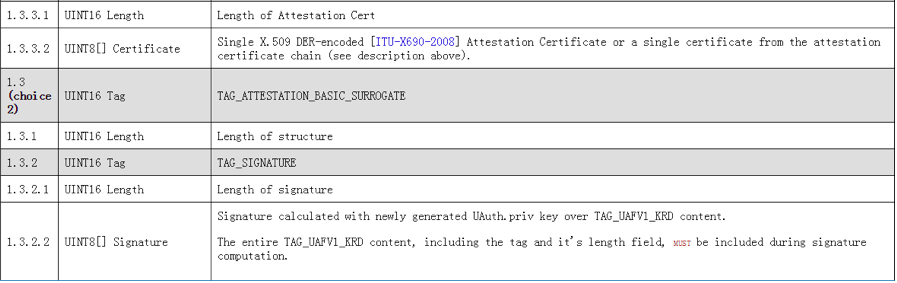 1.3.3.1 UINT16 Length Length of Attestation Cert
1.3.3.2 UINT8[] Certificate Single X.509 DER-encoded [ITU-X690-2008] Attestation Certificate or a single certificate from the attestation
certificate chain (see description above).
1.3
(choice
2) UINT16 Tag TAG_ATTESTATION_BASIC_SURROGATE
1.3.1 UINT16 Length Length of structure
1.3.2 UINT16 Tag TAG_SIGNATURE
1.3.2.1 UINT16 Length Length of signature
1.3.2.2 UINT8[] Signature Signature calculated with newly generated UAuth.priv key over TAG_UAFV1_KRD content.
The entire TAG_UAFV1_KRD content, including the tag and it's length field, MUST be included during signature
computation.